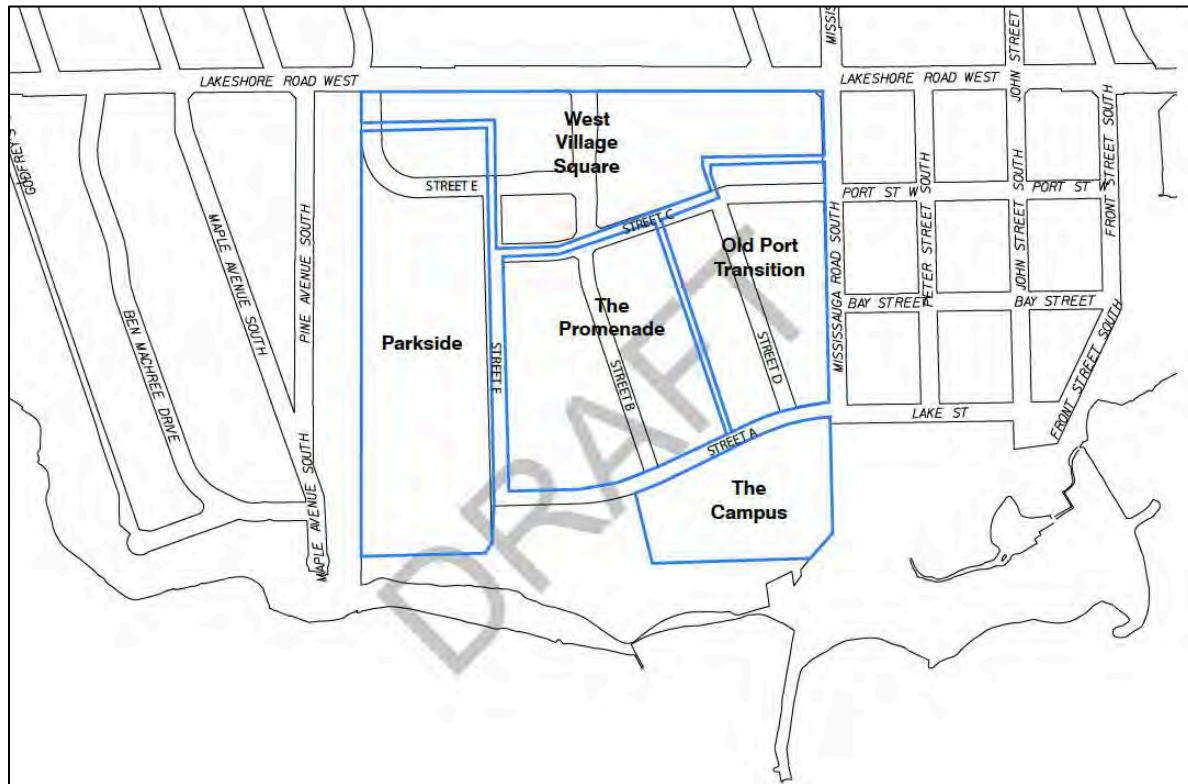 MISSIS
JOHN STREET
LAKESHORE ROAD WEST
LAKESHORE ROAD WEST
West
Village
Square
GODFREY'S
STREET E
PORT ST W
PORT ST W
FRONT STREET SOUTH
MAPLE AVENUE SOUTH
PINE AVENUE SOUTH
STREET C
PETER STREET SOUTH
JOHN STREET SOUTH
MISSISSAUGA ROAD SOUTH
Old Port
Transition
BEN MACHREE DRIVE
The
Promenade
BAY STREET
BAY STREET
Parkside
STREET F
STREET B
STREET D
FRONT STREET SOUTH
LAKE ST
STREET A
MAPLE AVENUE SOUTH
The
Campus
DRAFT